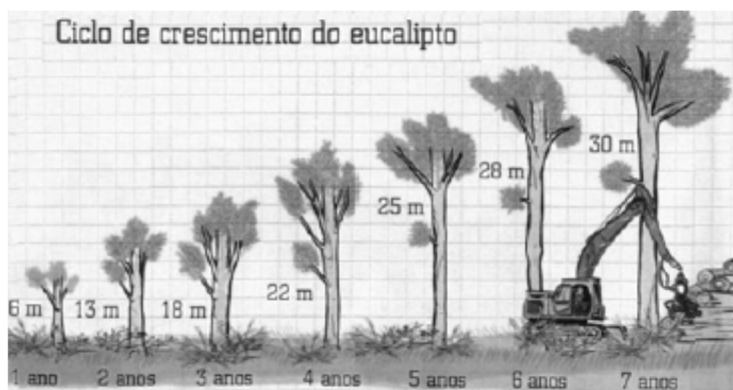 Ciclo de crescimento do eucalipto
6 m
13 m
18 m
22 m
25 m
28 m
30 m
1 ano
2 anos
3 anos
4 anos
5 anos
6 anos
7 anos